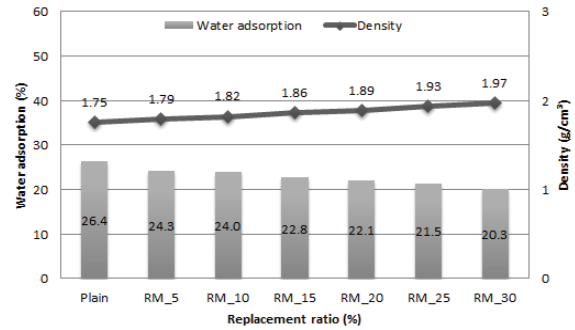 Water adsorption
Density
60
50
40
30
20
10
0
Water adsorption (%)
3
2
1
0
Density (g/cm³)
1.75
1.79
1.82
1.86
1.89
1.93
1.97
26.4
24.3
24.0
22.8
22.1
21.5
20.3
Plain
RM_5
RM_10
RM_15
RM_20
RM_25
RM_30
Replacement ratio (%)